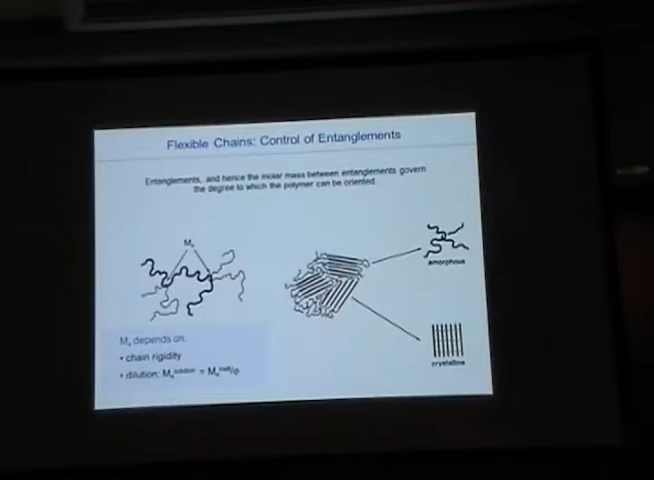 Flexible Chains: Control of Entanglements
Entanglements, and hence the molar mass between entanglements govern
the degree to which the polymer can be oriented.
Mₑ
amorphous
Mₑ depends on:
• chain rigidity
• dilution: Mₑˢᵒˡᵘᵗⁱᵒⁿ = Mₑᵐᵉˡᵗ/φ
crystalline